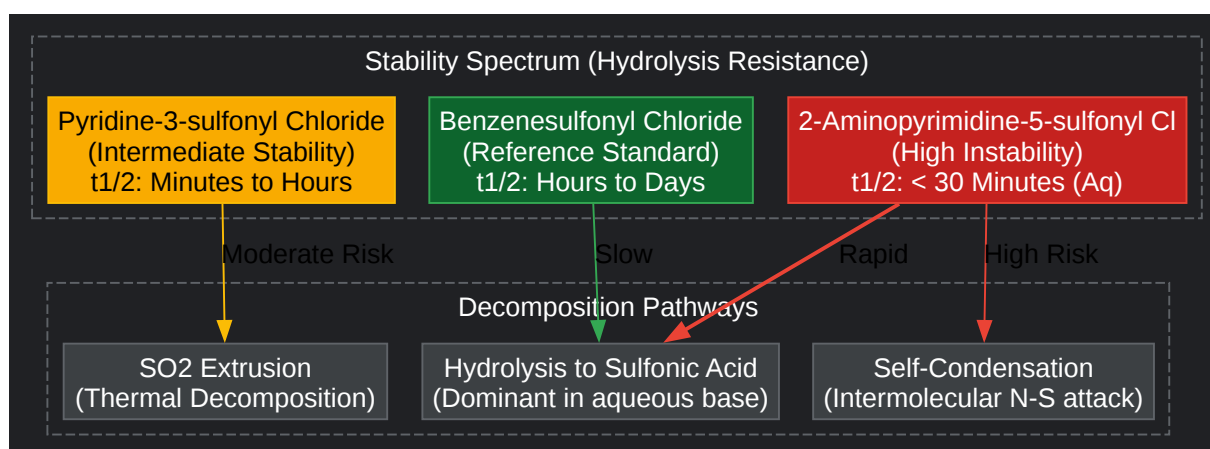 Stability Spectrum (Hydrolysis Resistance)
Pyridine-3-sulfonyl Chloride
(Intermediate Stability)
t1/2: Minutes to Hours
Benzenesulfonyl Chloride
(Reference Standard)
t1/2: Hours to Days
2-Aminopyrimidine-5-sulfonyl Cl
(High Instability)
t1/2: < 30 Minutes (Aq)
Moderate Risk
Slow
Rapid
High Risk
Decomposition Pathways
SO2 Extrusion
(Thermal Decomposition)
Hydrolysis to Sulfonic Acid
(Dominant in aqueous base)
Self-Condensation
(Intermolecular N-S attack)